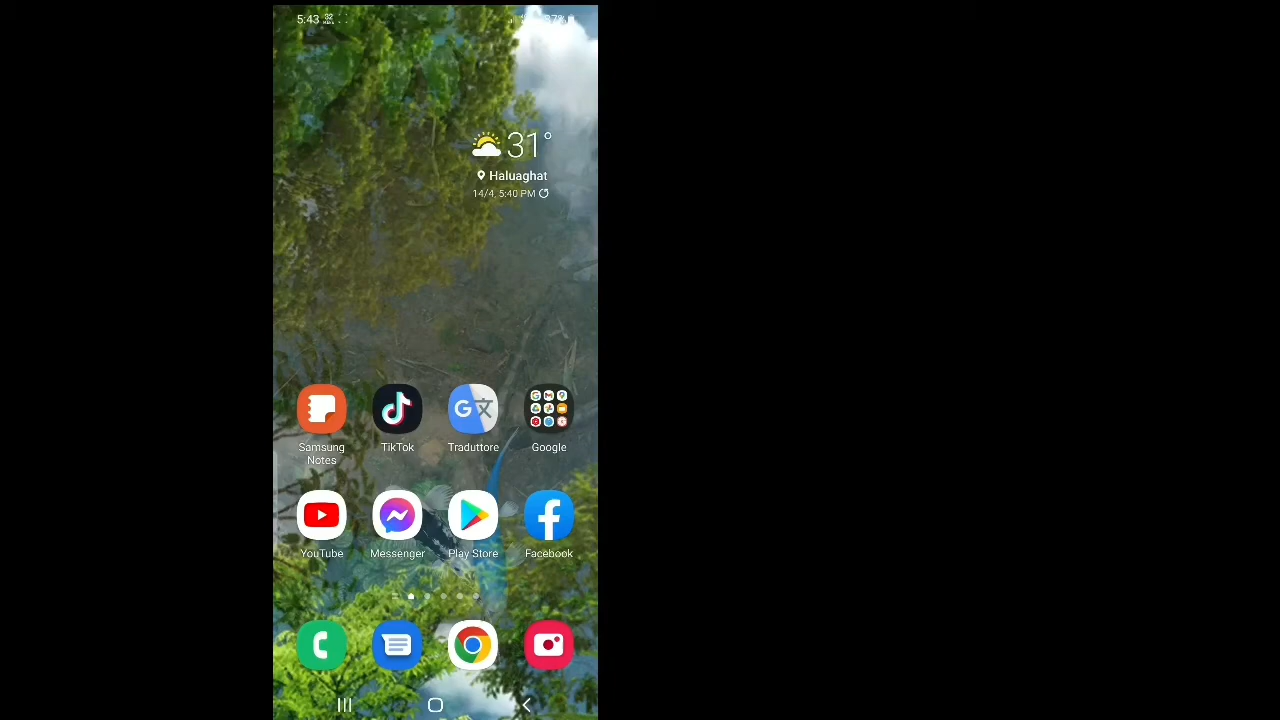 5:43
37%
31°
Haluaghat
14/4, 5:40 PM
Samsung Notes
TikTok
Traduttore
Google
YouTube
Messenger
Play Store
Facebook